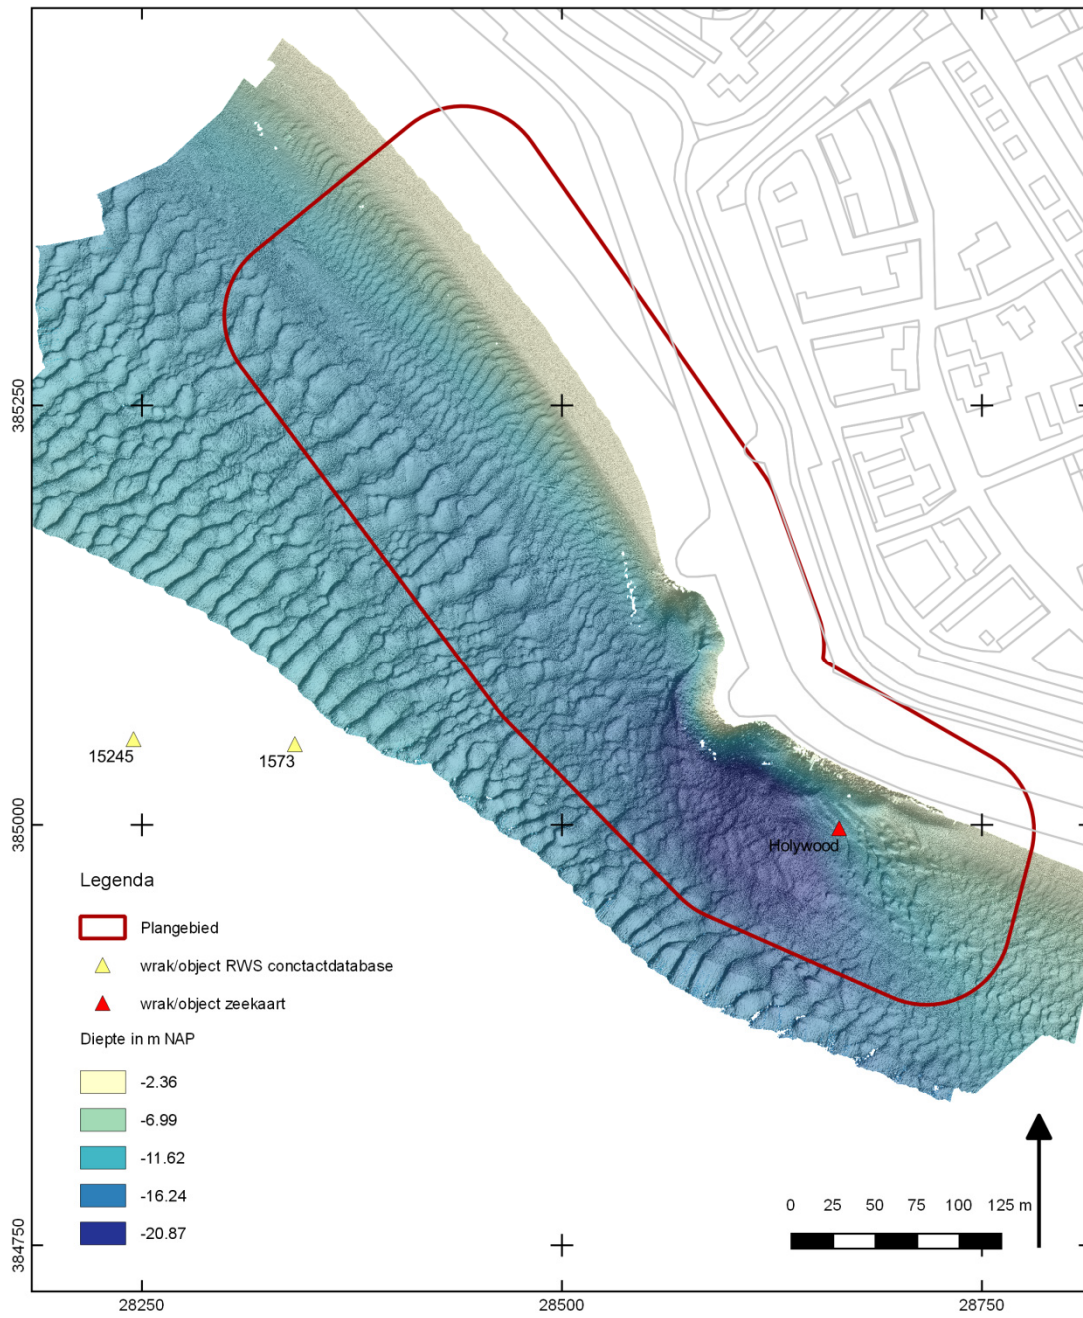 385250
15245
1573
385000
Holywood
Legenda
Plangebied
wrak/object RWS conctactdatabase
wrak/object zeekaart
Diepte in m NAP
-2.36
-6.99
-11.62
-16.24
-20.87
0 25 50 75 100 125 m
384750
28250 28500 28750